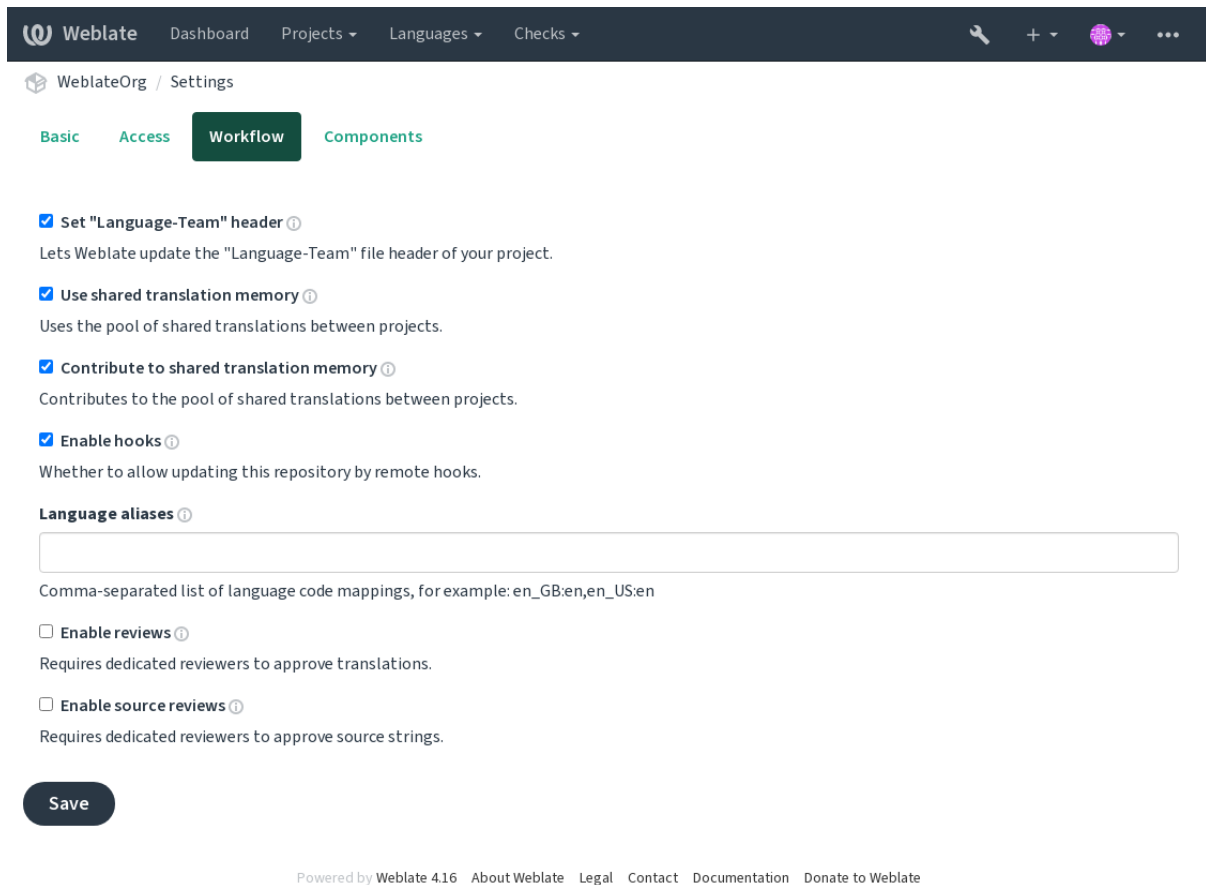 Weblate Dashboard Projects Languages Checks
WeblateOrg / Settings
Basic Access Workflow Components
Set "Language-Team" header
Lets Weblate update the "Language-Team" file header of your project.
Use shared translation memory
Uses the pool of shared translations between projects.
Contribute to shared translation memory
Contributes to the pool of shared translations between projects.
Enable hooks
Whether to allow updating this repository by remote hooks.
Language aliases
Comma-separated list of language code mappings, for example: en_GB:en,en_US:en
Enable reviews
Requires dedicated reviewers to approve translations.
Enable source reviews
Requires dedicated reviewers to approve source strings.
Save
Powered by Weblate 4.16 About Weblate Legal Contact Documentation Donate to Weblate